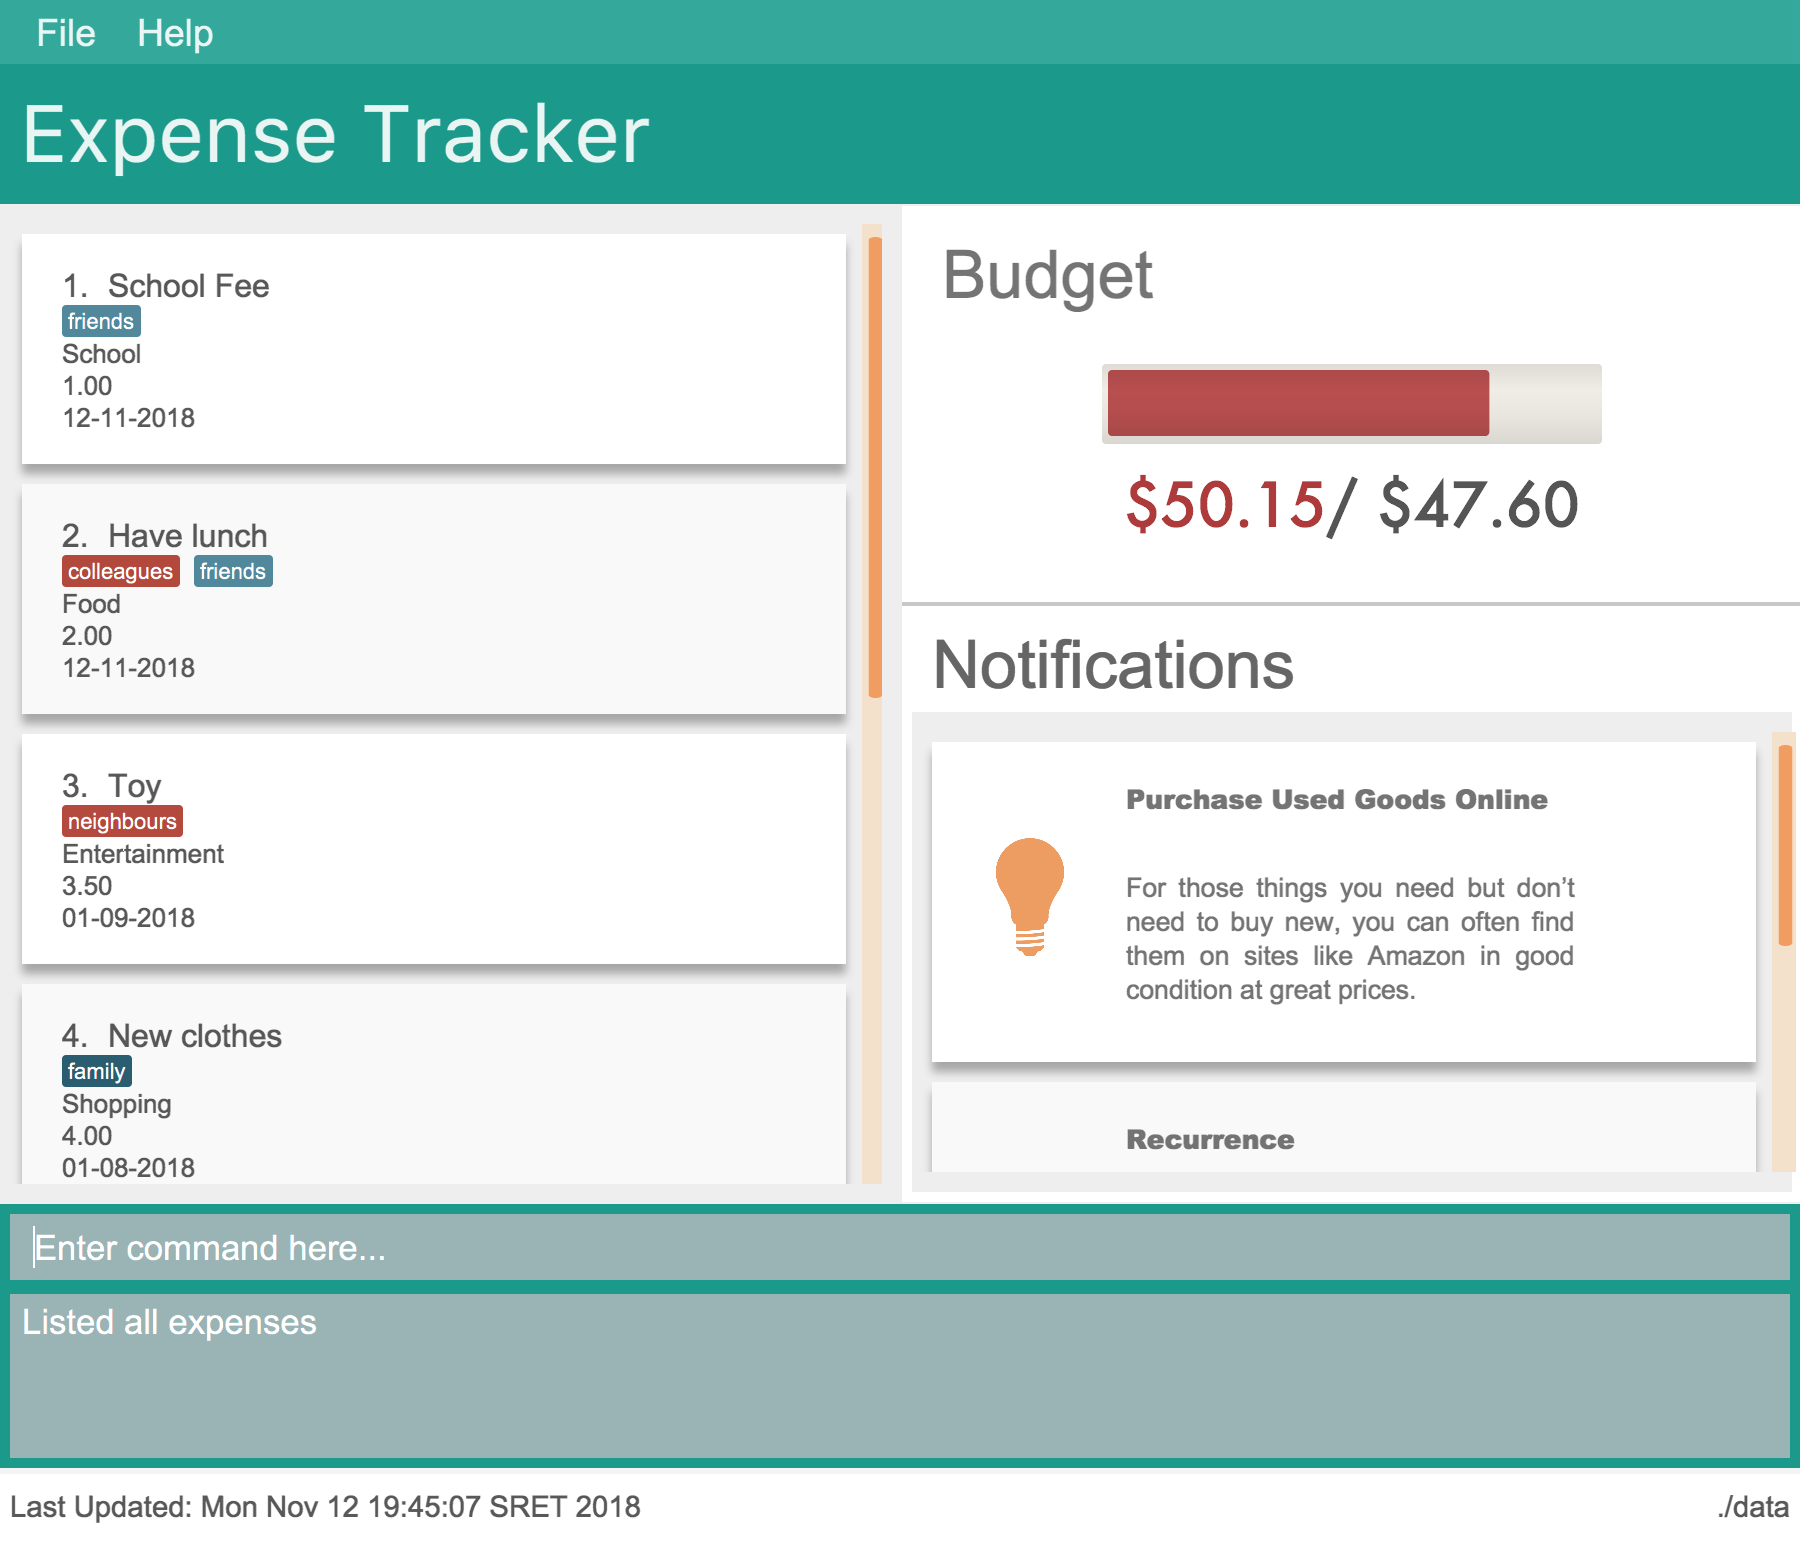 File Help
Expense Tracker
1. School Fee
friends
School
1.00
12-11-2018
2. Have lunch
colleagues friends
Food
2.00
12-11-2018
3. Toy
neighbours
Entertainment
3.50
01-09-2018
4. New clothes
family
Shopping
4.00
01-08-2018
Budget
$50.15/ $47.60
Notifications
Purchase Used Goods Online
For those things you need but don’t
need to buy new, you can often find
them on sites like Amazon in good
condition at great prices.
Recurrence
Enter command here...
Listed all expenses
Last Updated: Mon Nov 12 19:45:07 SRET 2018
./data